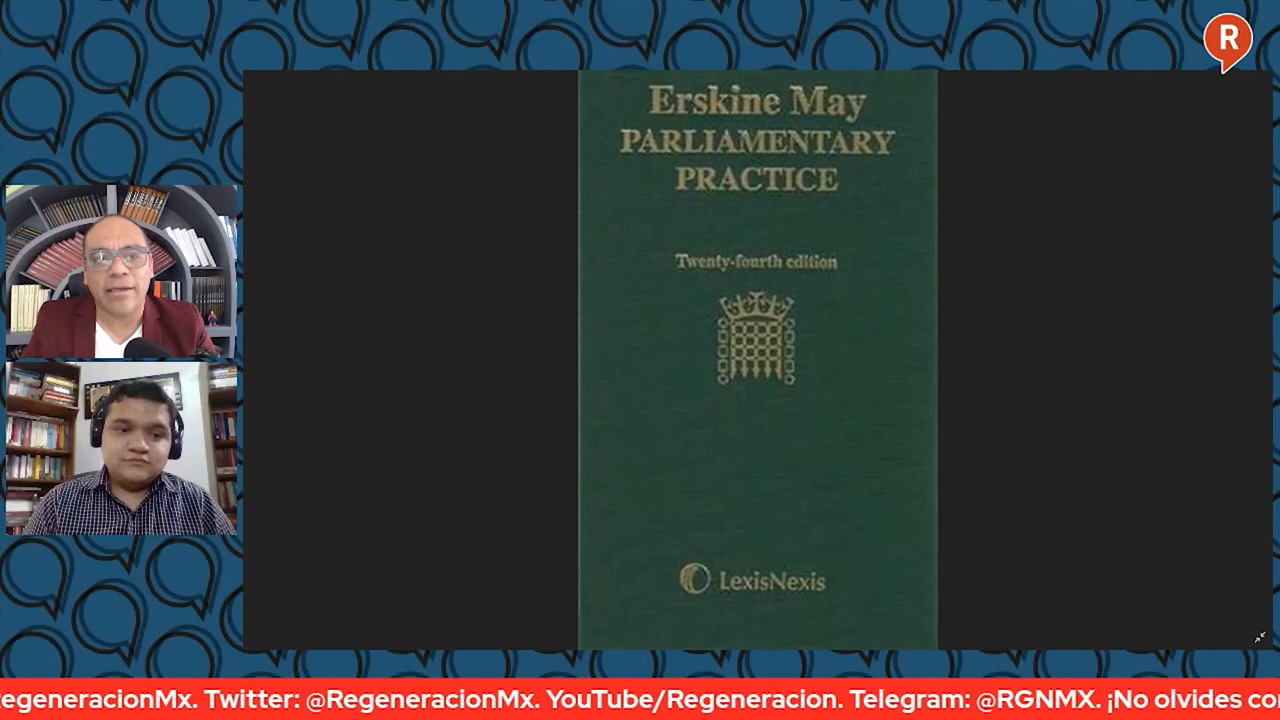 R
Erskine May
PARLIAMENTARY
PRACTICE
Twenty-fourth edition
LexisNexis
egeneracionMx. Twitter: @RegeneracionMx. YouTube/Regeneracion. Telegram: @RGNMX. ¡No olvides co